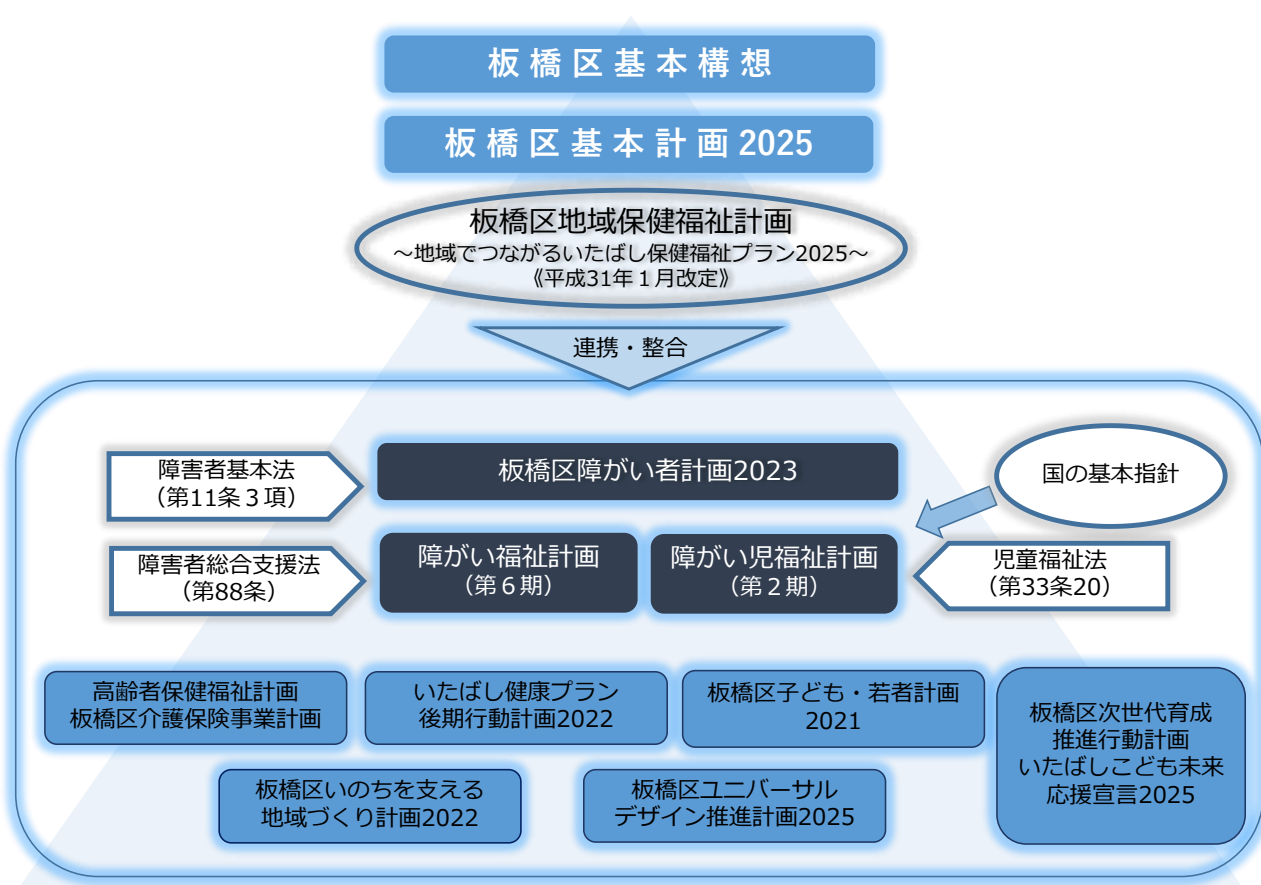 板橋区基本構想
板橋区基本計画2025
板橋区地域保健福祉計画
～地域でつながるいたばし保健福祉プラン2025～
《平成31年１月改定》
連携・整合
障害者基本法
（第11条３項）
板橋区障がい者計画2023
国の基本指針
障害者総合支援法
（第88条）
障がい福祉計画
（第６期）
障がい児福祉計画
（第２期）
児童福祉法
（第33条20）
高齢者保健福祉計画
板橋区介護保険事業計画
いたばし健康プラン
後期行動計画2022
板橋区子ども・若者計画
2021
板橋区次世代育成
推進行動計画
いたばしこども未来
応援宣言2025
板橋区いのちを支える
地域づくり計画2022
板橋区ユニバーサル
デザイン推進計画2025